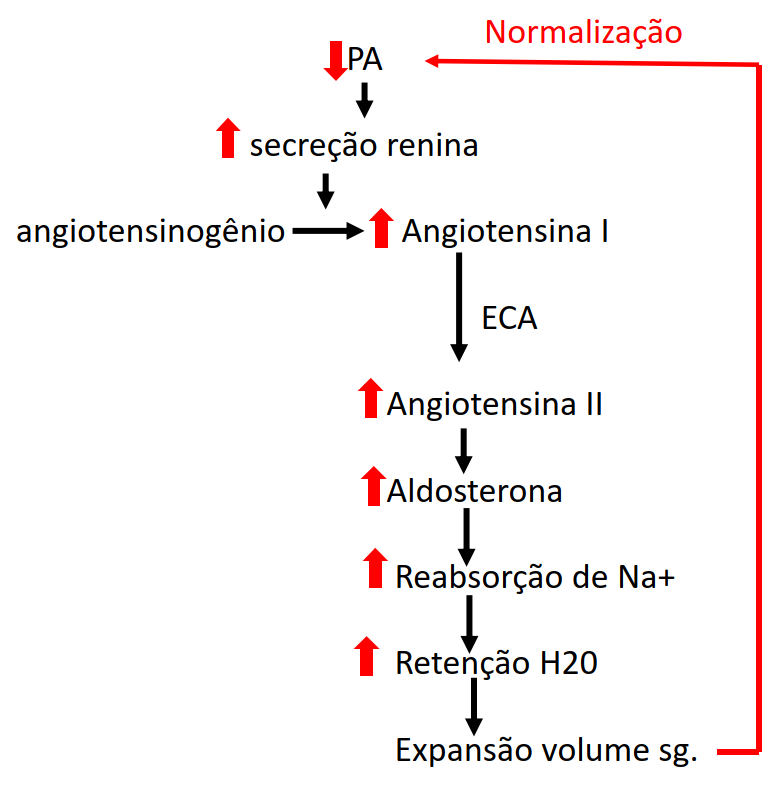 Normalização
PA
secreção renina
angiotensinogênio
Angiotensina I
ECA
Angiotensina II
Aldosterona
Reabsorção de Na+
Retenção H20
Expansão volume sg.